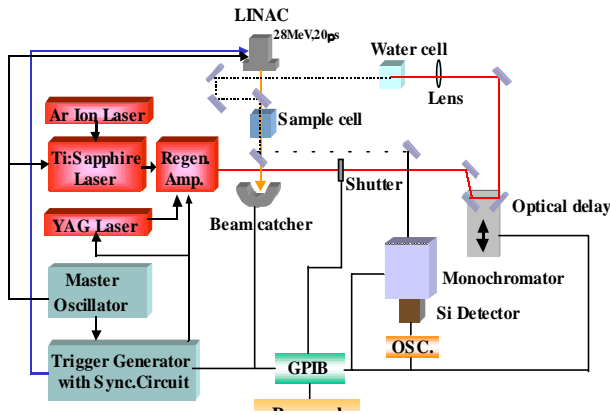 LINAC
28MeV,20ps
Water cell
Lens
Ar Ion Laser
Sample cell
Ti:Sapphire
Laser
Regen.
Amp.
Shutter
Optical delay
YAG Laser
Beam catcher
Master
Oscillator
Monochromator
Si Detector
Trigger Generator
with Sync.Circuit
GPIB
OSC.